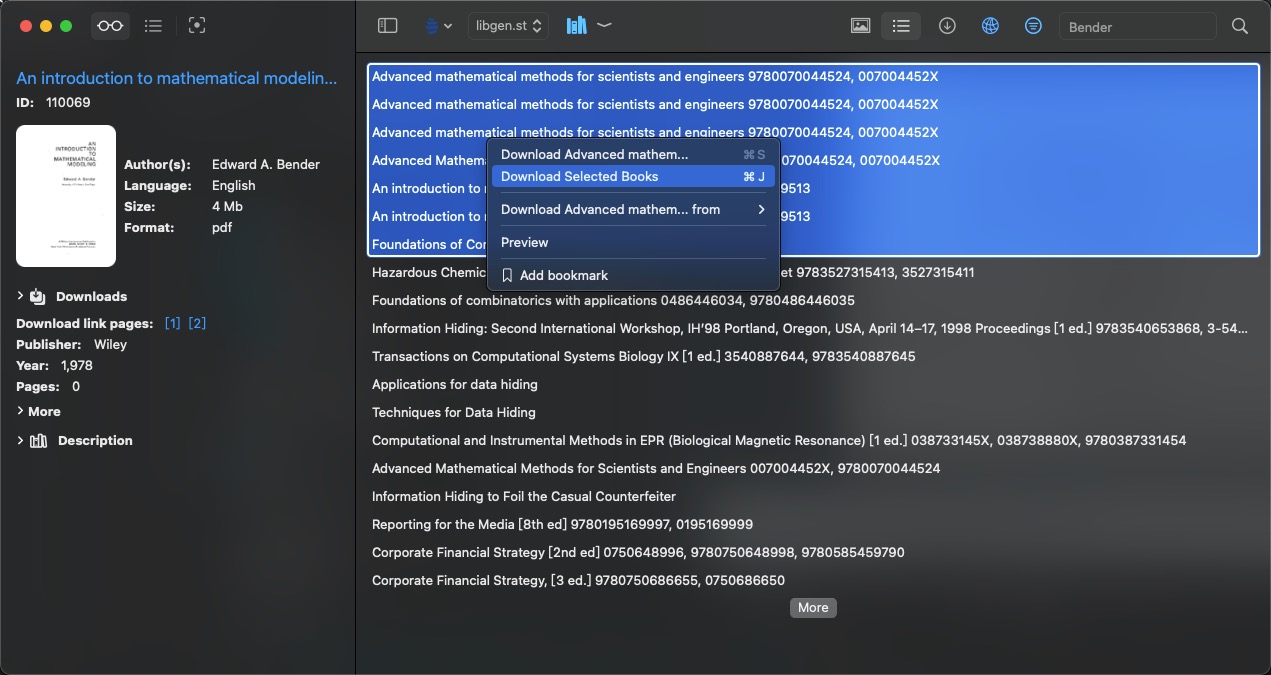 libgen.st
Bender
An introduction to mathematical modelin...
ID: 110069
AN
INTRODUCTION
TO
MATHEMATICAL
MODELING
Edward A. Bender
Author(s): Edward A. Bender
Language: English
Size: 4 Mb
Format: pdf
Downloads
Download link pages: [1] [2]
Publisher: Wiley
Year: 1,978
Pages: 0
More
Description
Advanced mathematical methods for scientists and engineers 9780070044524, 007004452X
Advanced mathematical methods for scientists and engineers 9780070044524, 007004452X
Advanced mathematical methods for scientists and engineers 9780070044524, 007004452X
Advanced Mathema 070044524, 007004452X
An introduction to 9513
An introduction to 9513
Foundations of Co
Download Advanced mathem... ⌘ S
Download Selected Books ⌘ J
Download Advanced mathem... from
Preview
Add bookmark
Hazardous Chemic et 9783527315413, 3527315411
Foundations of combinatorics with applications 0486446034, 9780486446035
Information Hiding: Second International Workshop, IH'98 Portland, Oregon, USA, April 14–17, 1998 Proceedings [1 ed.] 9783540653868, 3-54...
Transactions on Computational Systems Biology IX [1 ed.] 3540887644, 9783540887645
Applications for data hiding
Techniques for Data Hiding
Computational and Instrumental Methods in EPR (Biological Magnetic Resonance) [1 ed.] 038733145X, 038738880X, 9780387331454
Advanced Mathematical Methods for Scientists and Engineers 007004452X, 9780070044524
Information Hiding to Foil the Casual Counterfeiter
Reporting for the Media [8th ed] 9780195169997, 0195169999
Corporate Financial Strategy [2nd ed] 0750648996, 9780750648998, 9780585459790
Corporate Financial Strategy, [3 ed.] 9780750686655, 0750686650
More